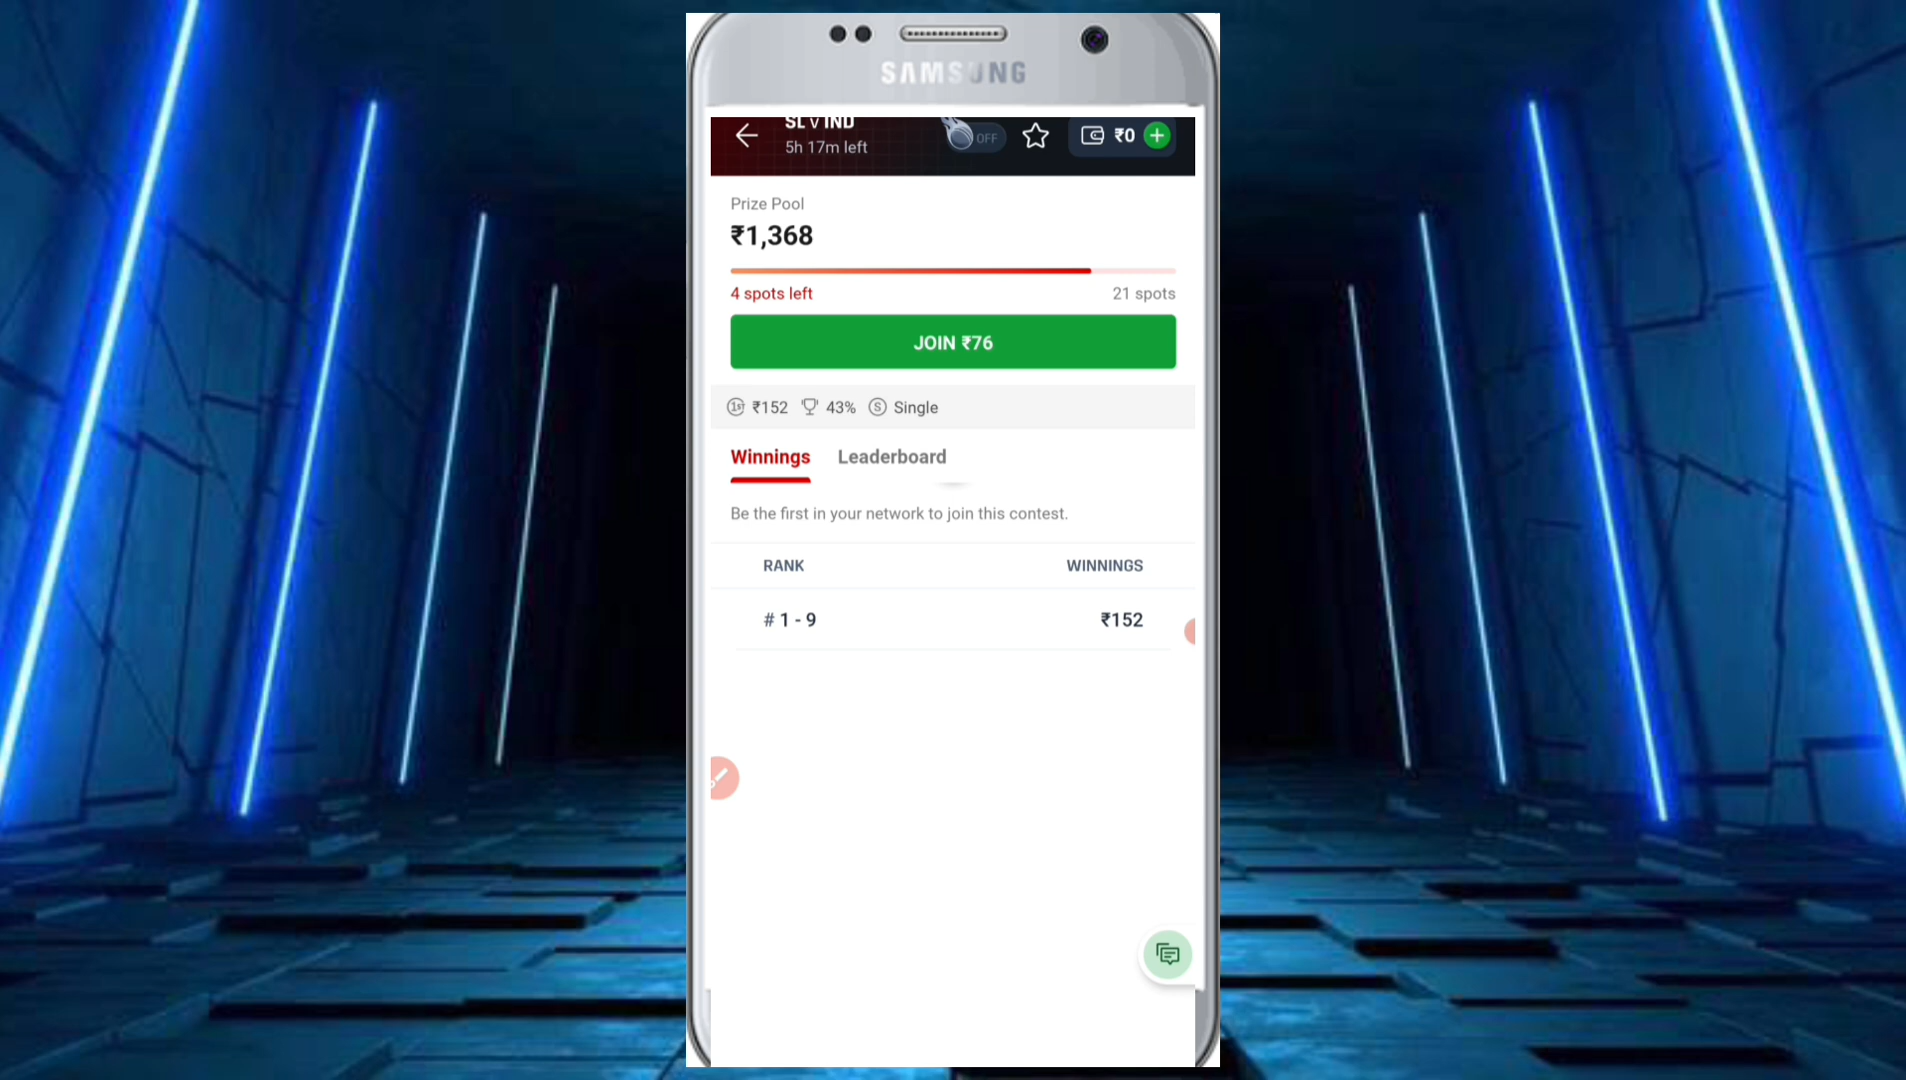 SAMSUNG
SL v IND
5h 17m left
OFF
₹0
Prize Pool
₹1,368
4 spots left
21 spots
JOIN ₹76
1st ₹152 43% S Single
Winnings
Leaderboard
Be the first in your network to join this contest.
RANK
WINNINGS
# 1 - 9
₹152